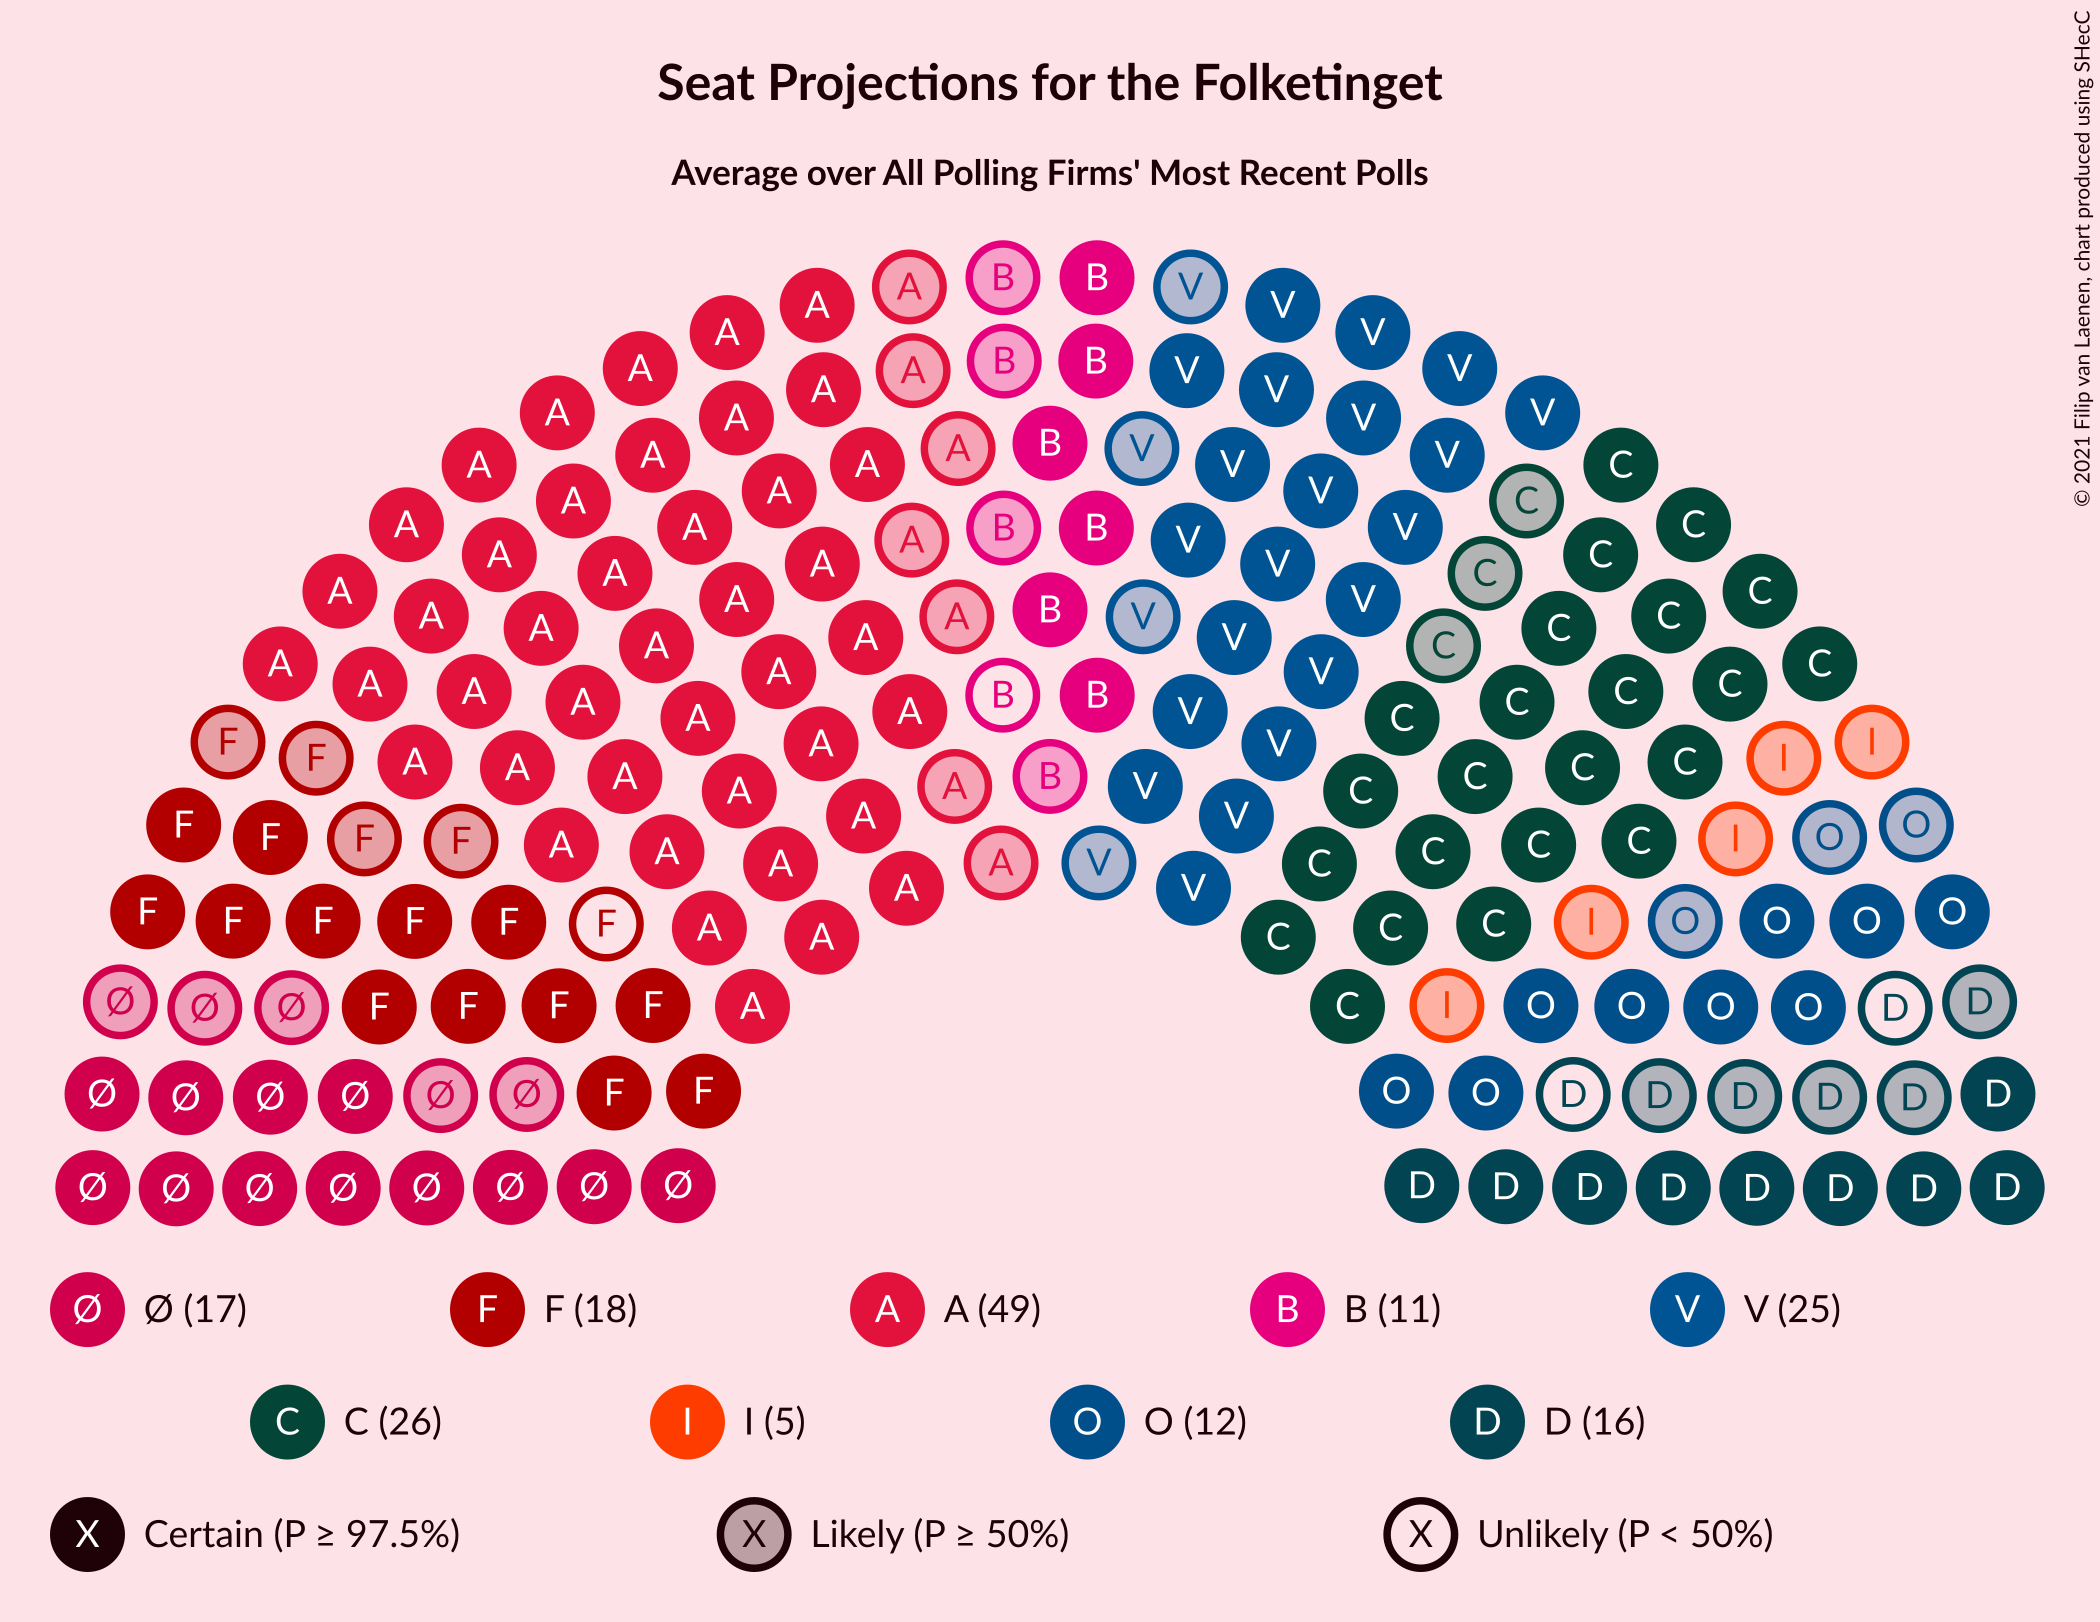 Seat Projections for the Folketinget
Average over All Polling Firms' Most Recent Polls
© 2021 Filip van Laenen, chart produced using SHecC
A A B B V V
A V
A A B B V V
A V
A A V V
A A A A B V V V C
A A V C
A A A B B V V C
A A A V C C
A A A A B V V C C
A A A V C C
A A A A A A A B B V V C C C C C
F F A A A A A A B V V C C C C I I
F F F F A A A A A V V C C C C I O O
F F F F F F A A A V C C C I O O O O
Ø Ø Ø F F F F A C I O O O O D D
Ø Ø Ø Ø Ø Ø F F O O D D D D D D
Ø Ø Ø Ø Ø Ø Ø Ø D D D D D D D D
Ø Ø (17) F F (18) A A (49) B B (11) V V (25)
C C (26) I I (5) O O (12) D D (16)
X Certain (P ≥ 97.5%) X Likely (P ≥ 50%) X Unlikely (P < 50%)